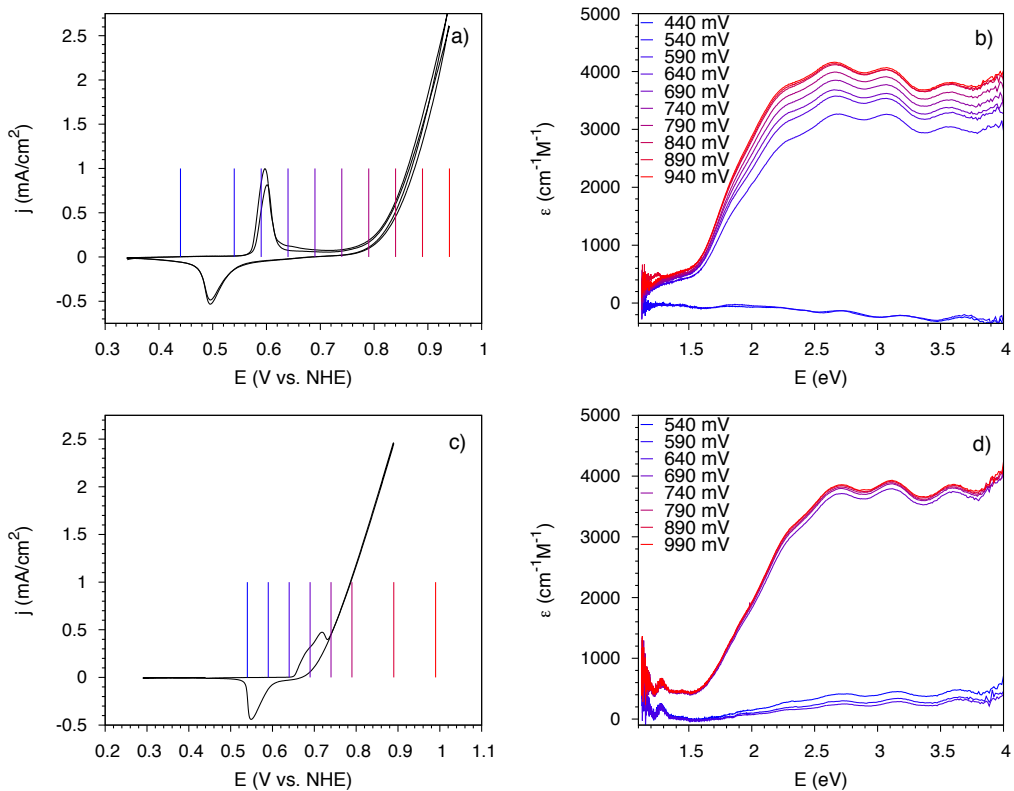 a)
2.5
2
1.5
1
0.5
0
-0.5
0.3 0.4 0.5 0.6 0.7 0.8 0.9 1
j (mA/cm2)
E (V vs. NHE)
b)
5000
4000
3000
2000
1000
0
440 mV
540 mV
590 mV
640 mV
690 mV
740 mV
790 mV
840 mV
890 mV
940 mV
1.5 2 2.5 3 3.5 4
ε (cm-1M-1)
E (eV)
c)
2.5
2
1.5
1
0.5
0
-0.5
0.2 0.3 0.4 0.5 0.6 0.7 0.8 0.9 1 1.1
j (mA/cm2)
E (V vs. NHE)
d)
5000
4000
3000
2000
1000
0
540 mV
590 mV
640 mV
690 mV
740 mV
790 mV
890 mV
990 mV
1.5 2 2.5 3 3.5 4
ε (cm-1M-1)
E (eV)